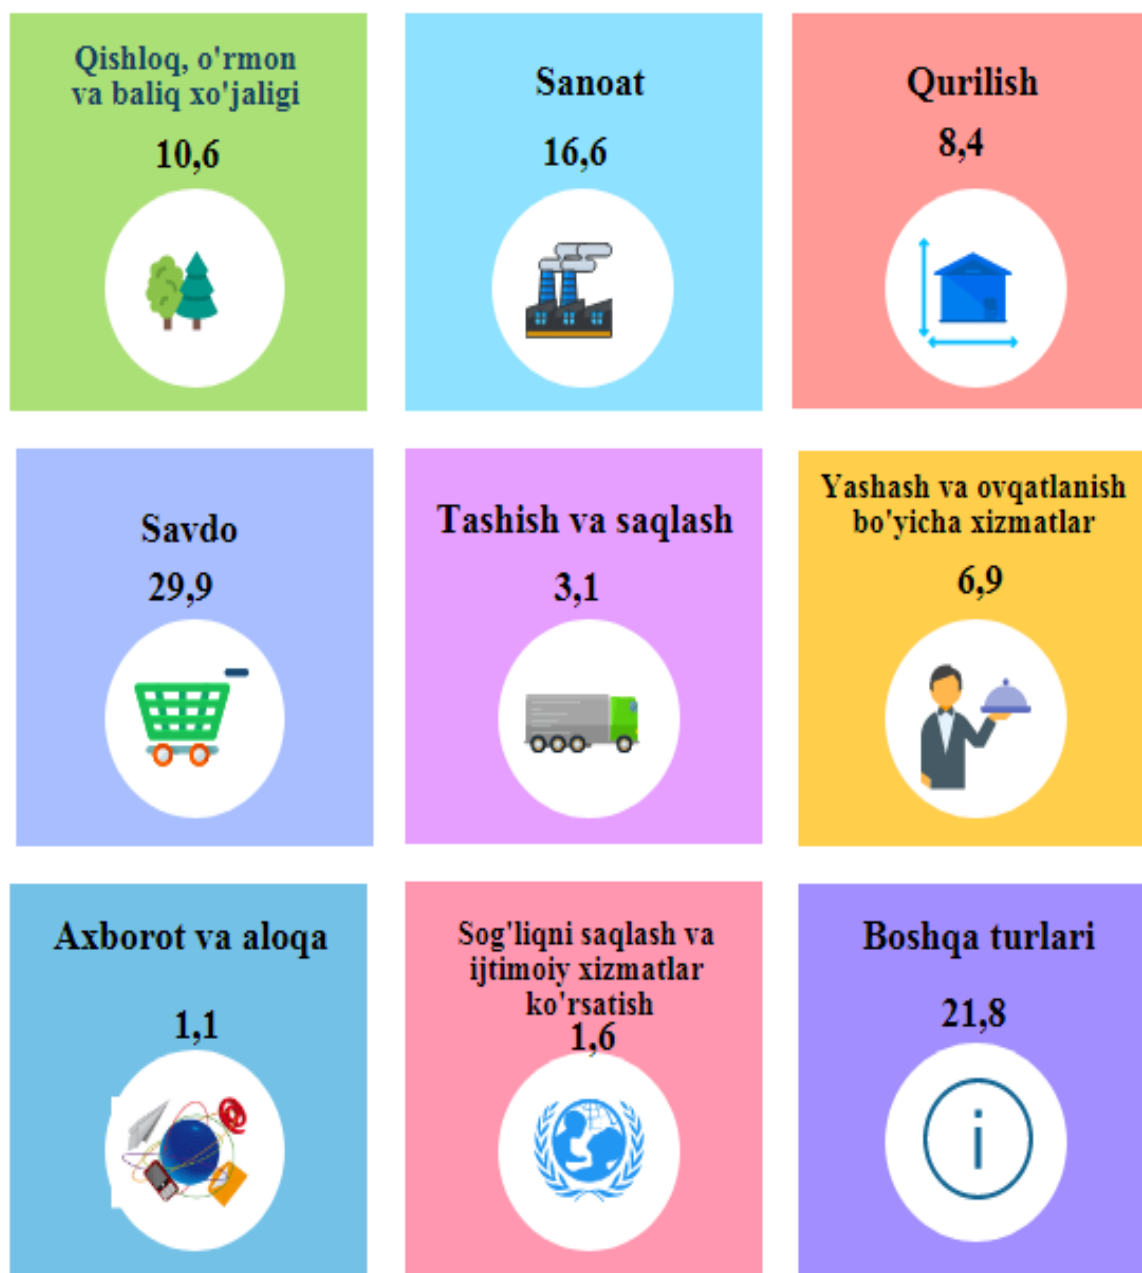 Qishloq, o'rmon
va baliq xo'jaligi
10,6
Sanoat
16,6
Qurilish
8,4
Savdo
29,9
Tashish va saqlash
3,1
Yashash va ovqatlanish
bo'yicha xizmatlar
6,9
Axborot va aloqa
1,1
Sog'liqni saqlash va
ijtimoiy xizmatlar
ko'rsatish
1,6
Boshqa turlari
21,8
i